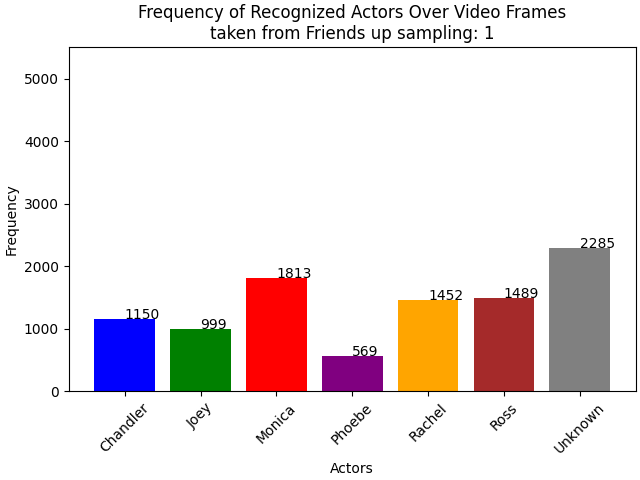 Frequency of Recognized Actors Over Video Frames
taken from Friends up sampling: 1
5000
4000
3000
2000
1000
0
Frequency
1150
999
1813
569
1452
1489
2285
Chandler
Joey
Monica
Phoebe
Rachel
Ross
Unknown
Actors